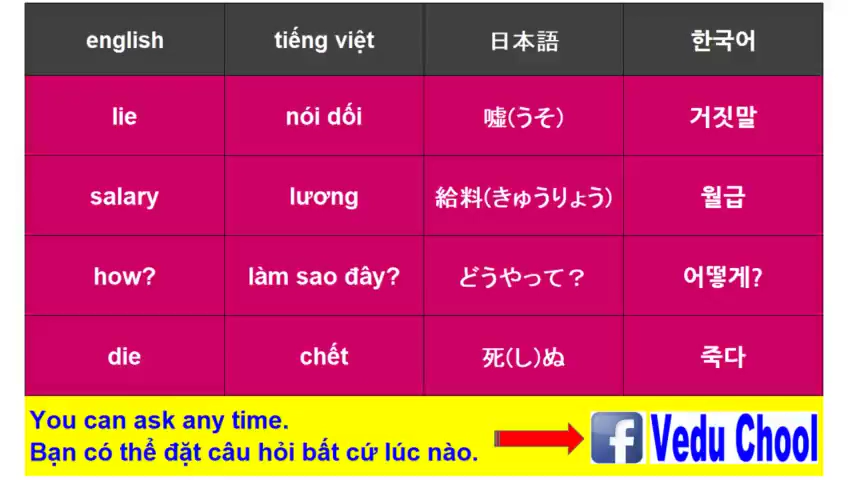 english tiếng việt 日本語 한국어
lie nói dối 嘘(うそ) 거짓말
salary lương 給料(きゅうりょう) 월급
how? làm sao đây? どうやって？ 어떻게?
die chết 死(し)ぬ 죽다
You can ask any time.
Bạn có thể đặt câu hỏi bất cứ lúc nào.
f Vedu Chool